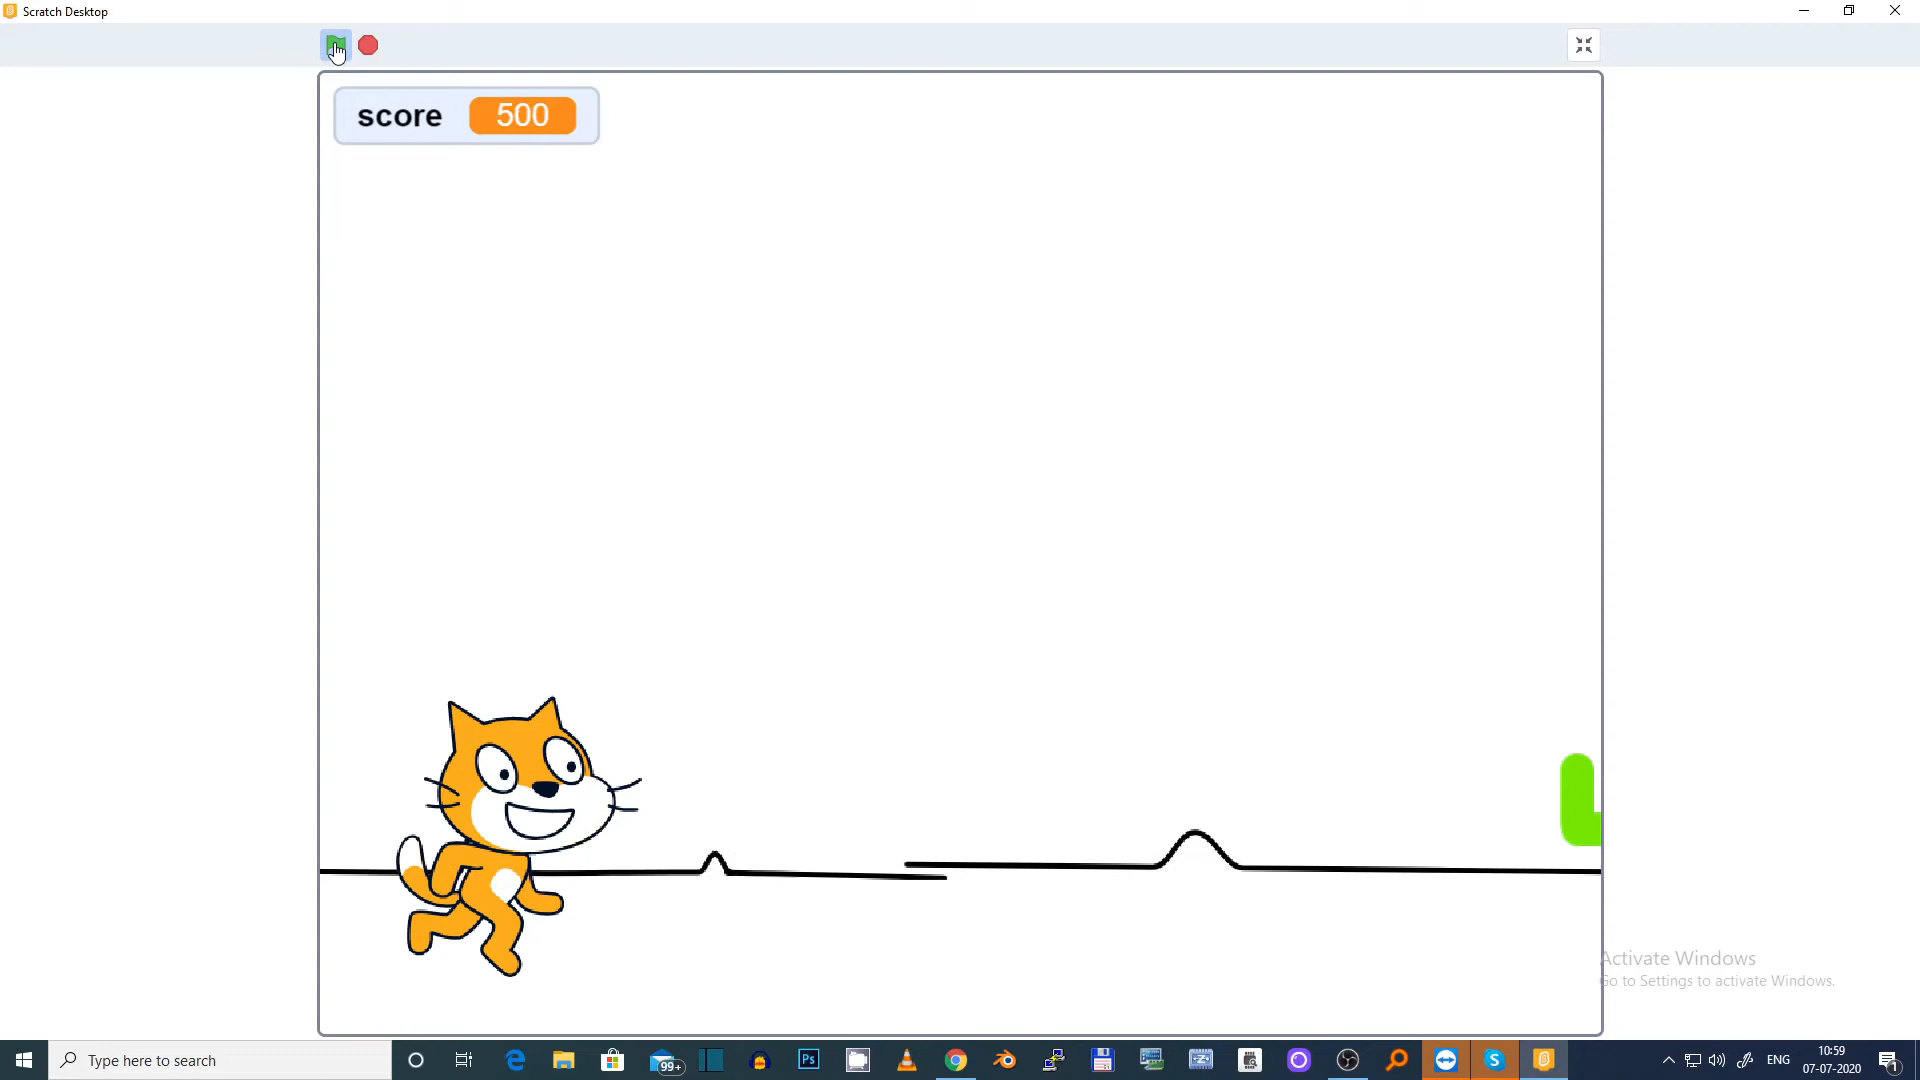 Scratch Desktop
score 500
Activate Windows
Go to Settings to activate Windows.
Type here to search
99+
Ps
ENG
10:59
07-07-2020
1